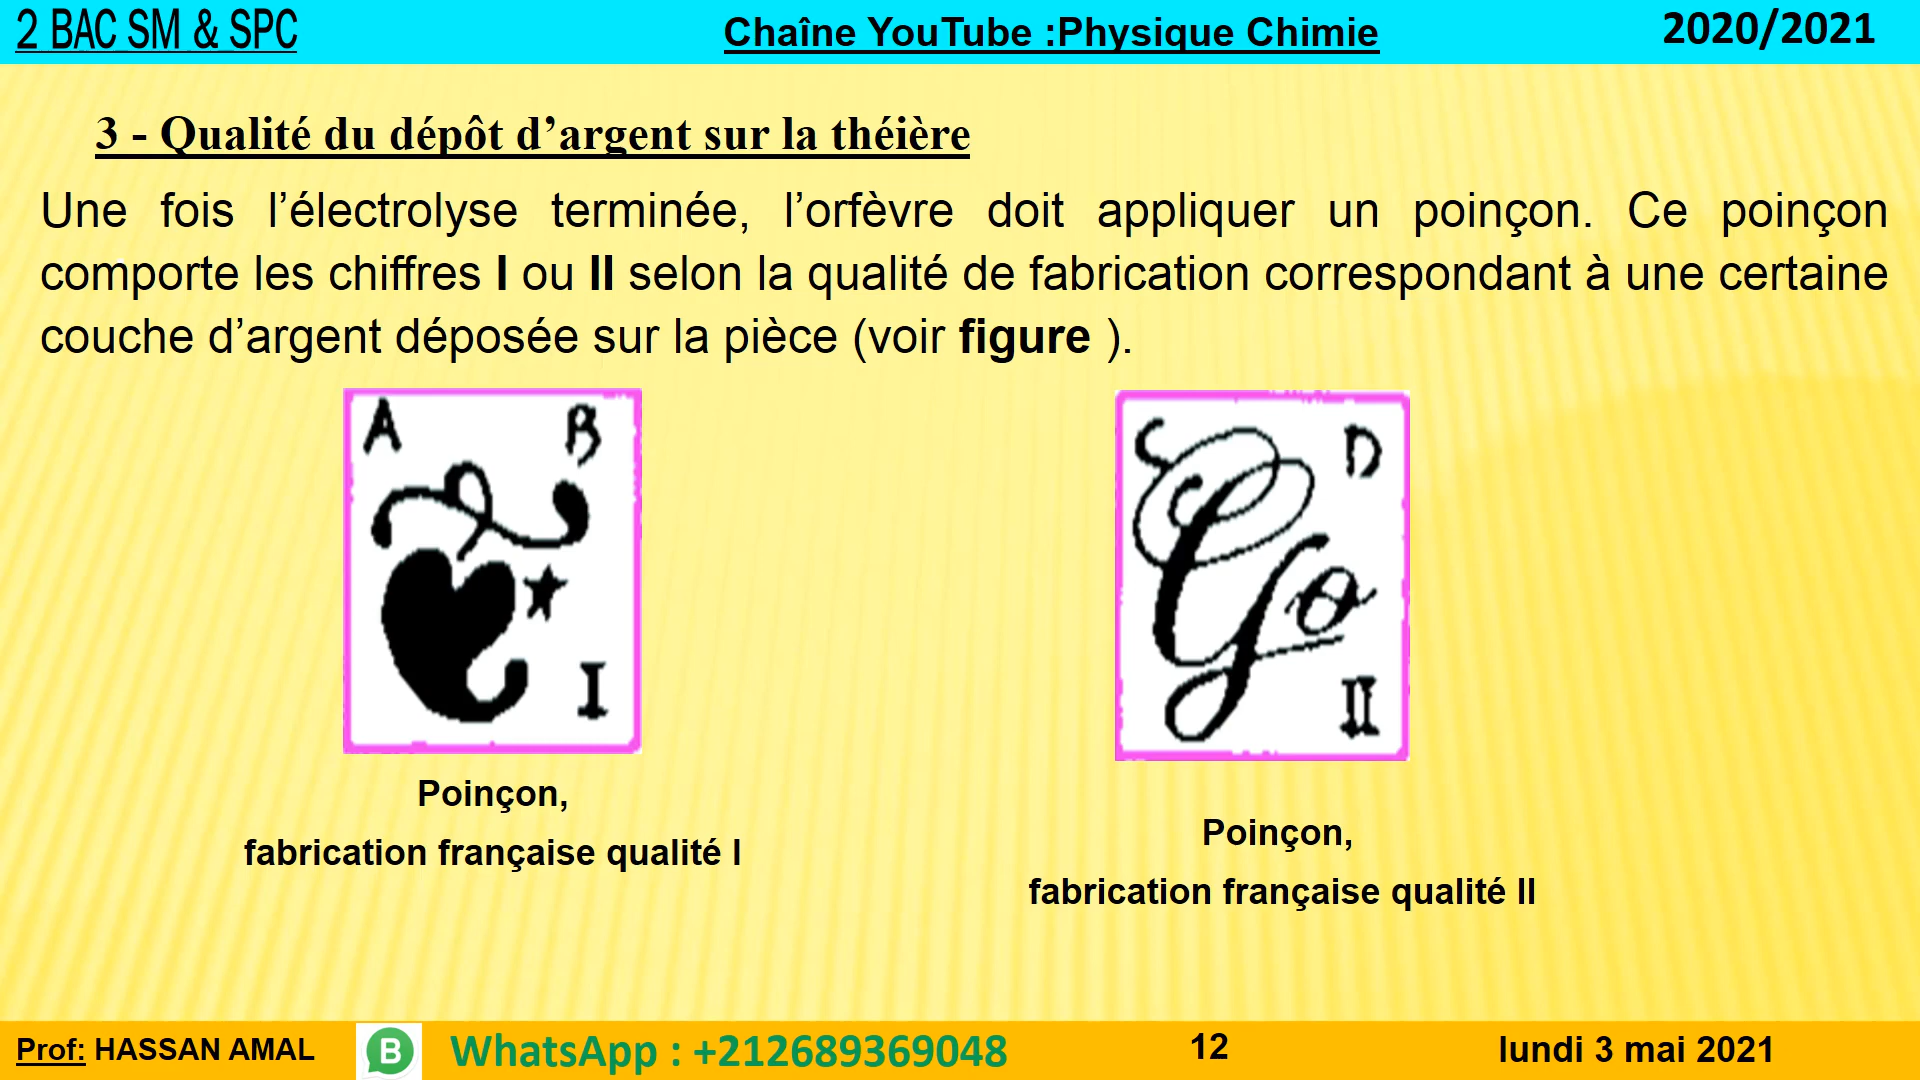 2 BAC SM & SPC
Chaîne YouTube :Physique Chimie
2020/2021
3 - Qualité du dépôt d’argent sur la théière
Une fois l’électrolyse terminée, l’orfèvre doit appliquer un poinçon. Ce poinçon
comporte les chiffres I ou II selon la qualité de fabrication correspondant à une certaine
couche d’argent déposée sur la pièce (voir figure ).
A B
I
D
Go
II
Poinçon,
fabrication française qualité I
Poinçon,
fabrication française qualité II
Prof: HASSAN AMAL
B
WhatsApp : +212689369048
12
lundi 3 mai 2021